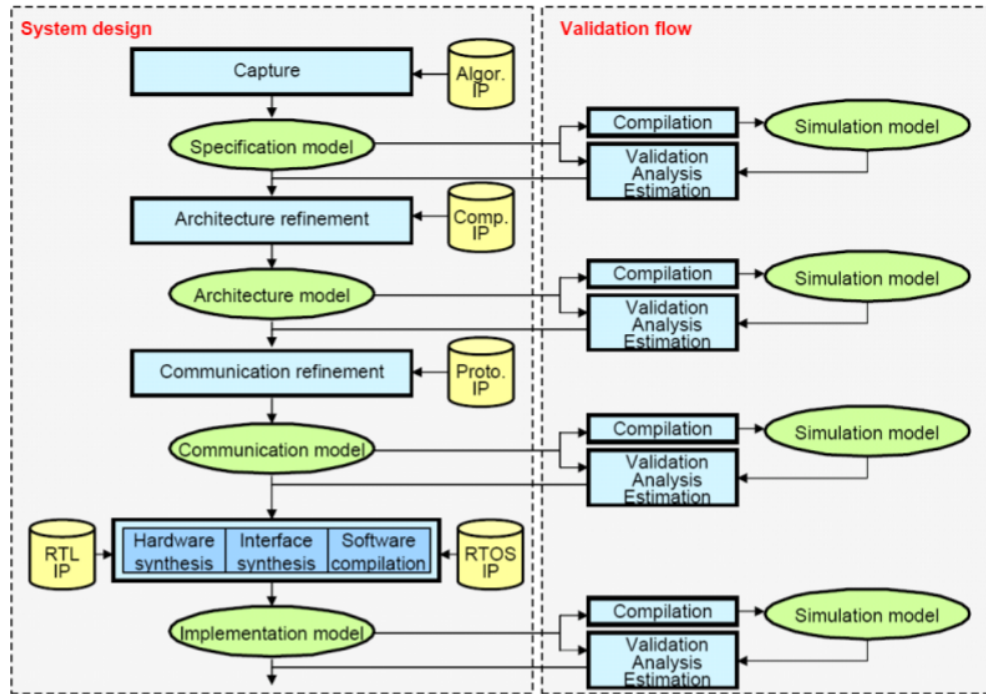 System design
Validation flow
Capture
Algor.
IP
Specification model
Compilation
Simulation model
Validation
Analysis
Estimation
Architecture refinement
Comp.
IP
Architecture model
Compilation
Simulation model
Validation
Analysis
Estimation
Communication refinement
Proto.
IP
Communication model
Compilation
Simulation model
Validation
Analysis
Estimation
RTL
IP
Hardware
synthesis
Interface
synthesis
Software
compilation
RTOS
IP
Implementation model
Compilation
Simulation model
Validation
Analysis
Estimation